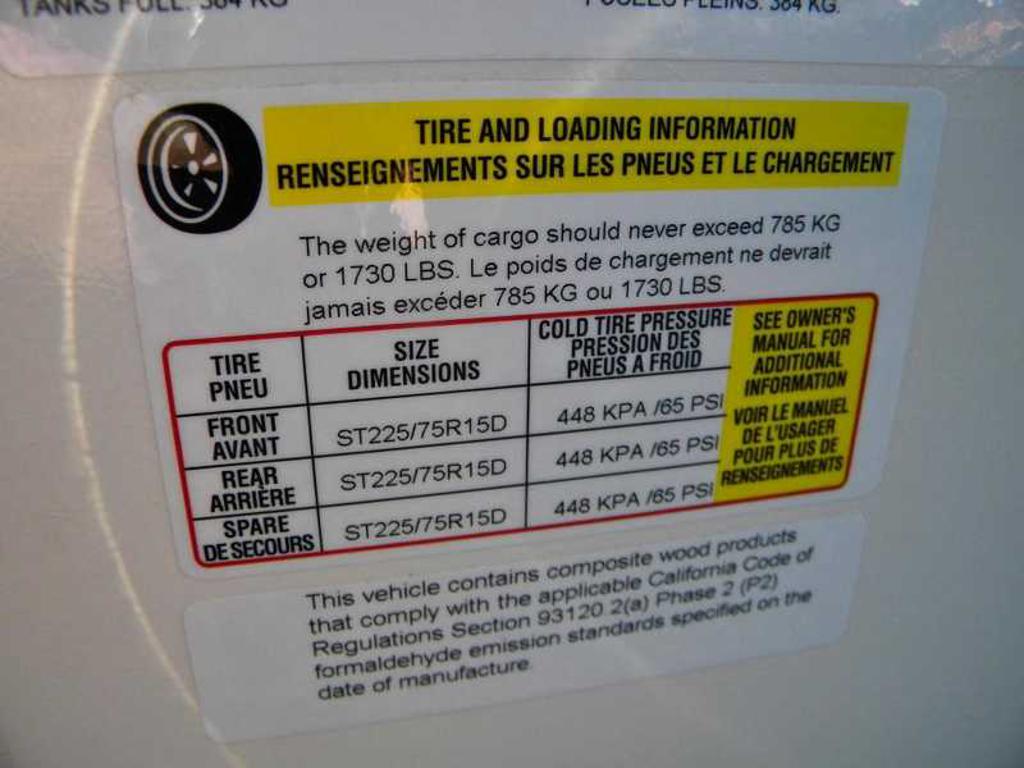 TANKS FULL: 384 KG
PLEINS: 384 KG.
TIRE AND LOADING INFORMATION
RENSEIGNEMENTS SUR LES PNEUS ET LE CHARGEMENT
The weight of cargo should never exceed 785 KG
or 1730 LBS. Le poids de chargement ne devrait
jamais excéder 785 KG ou 1730 LBS.
TIRE
PNEU
SIZE
DIMENSIONS
COLD TIRE PRESSURE
PRESSION DES
PNEUS A FROID
SEE OWNER'S
MANUAL FOR
ADDITIONAL
INFORMATION
VOIR LE MANUEL
DE L'USAGER
POUR PLUS DE
RENSEIGNEMENTS
FRONT
AVANT
ST225/75R15D
448 KPA /65 PSI
REAR
ARRIÈRE
ST225/75R15D
448 KPA /65 PSI
SPARE
DE SECOURS
ST225/75R15D
448 KPA /65 PSI
This vehicle contains composite wood products
that comply with the applicable California Code of
Regulations Section 93120 2(a) Phase 2 (P2)
formaldehyde emission standards specified on the
date of manufacture.